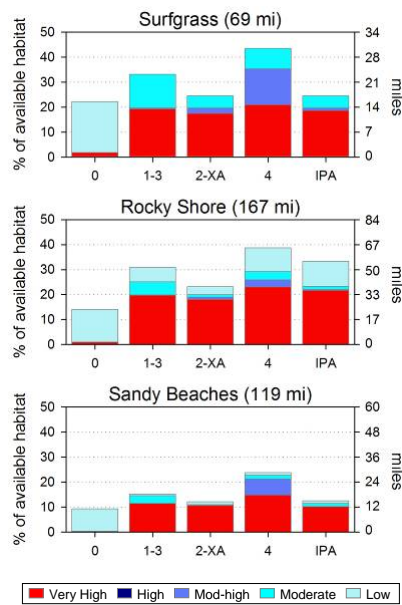 Surfgrass (69 mi)
% of available habitat
50 40 30 20 10 0
34 28 21 14 7 0
miles
0 1-3 2-XA 4 IPA
Rocky Shore (167 mi)
% of available habitat
50 40 30 20 10 0
84 67 50 33 17 0
miles
0 1-3 2-XA 4 IPA
Sandy Beaches (119 mi)
% of available habitat
50 40 30 20 10 0
60 48 36 24 12 0
miles
0 1-3 2-XA 4 IPA
Very High High Mod-high Moderate Low